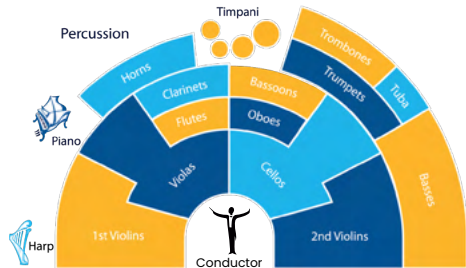 Timpani
Percussion
Trombones
Horns
Clarinets
Bassoons
Trumpets
Tuba
Flutes
Oboes
Piano
Violas
Cellos
Basses
Harp
1st Violins
2nd Violins
Conductor